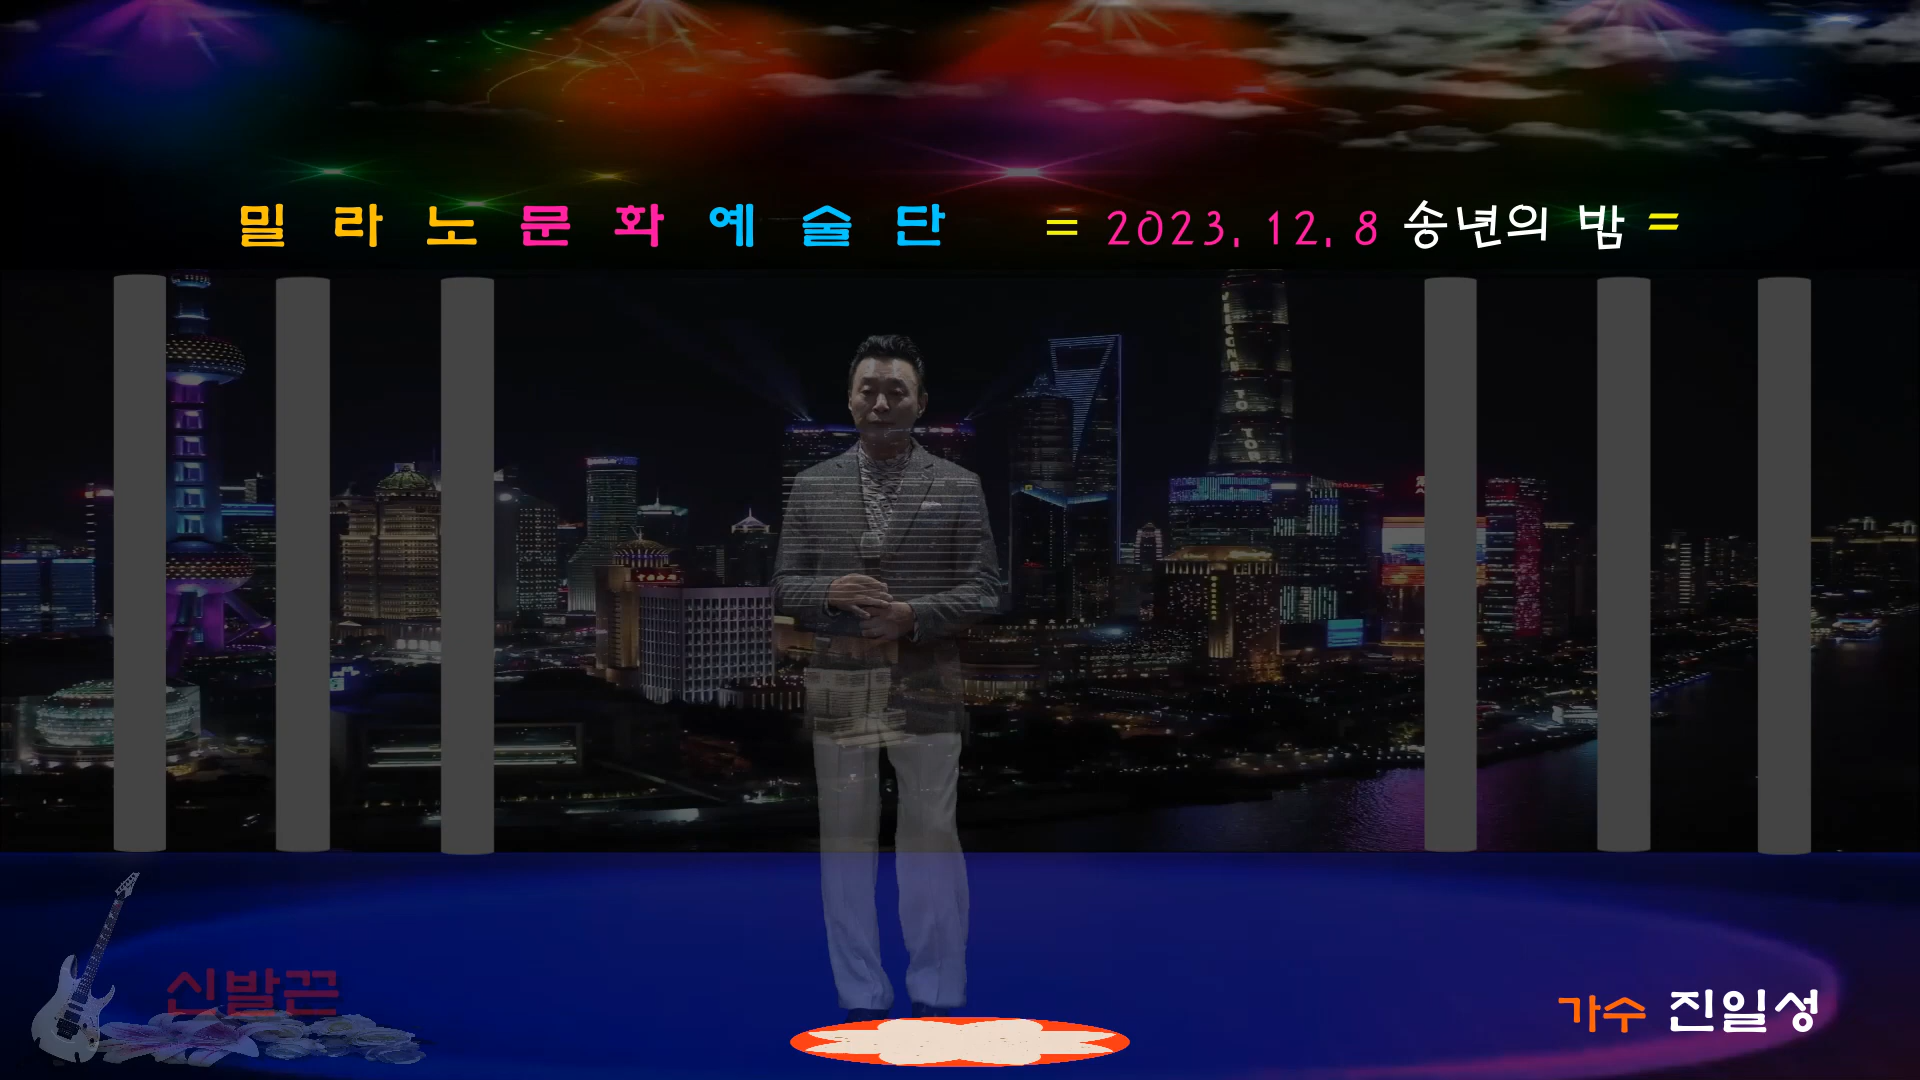 밀라노문화예술단 = 2023. 12. 8 송년의 밤 =
신발끈
가수 진일성